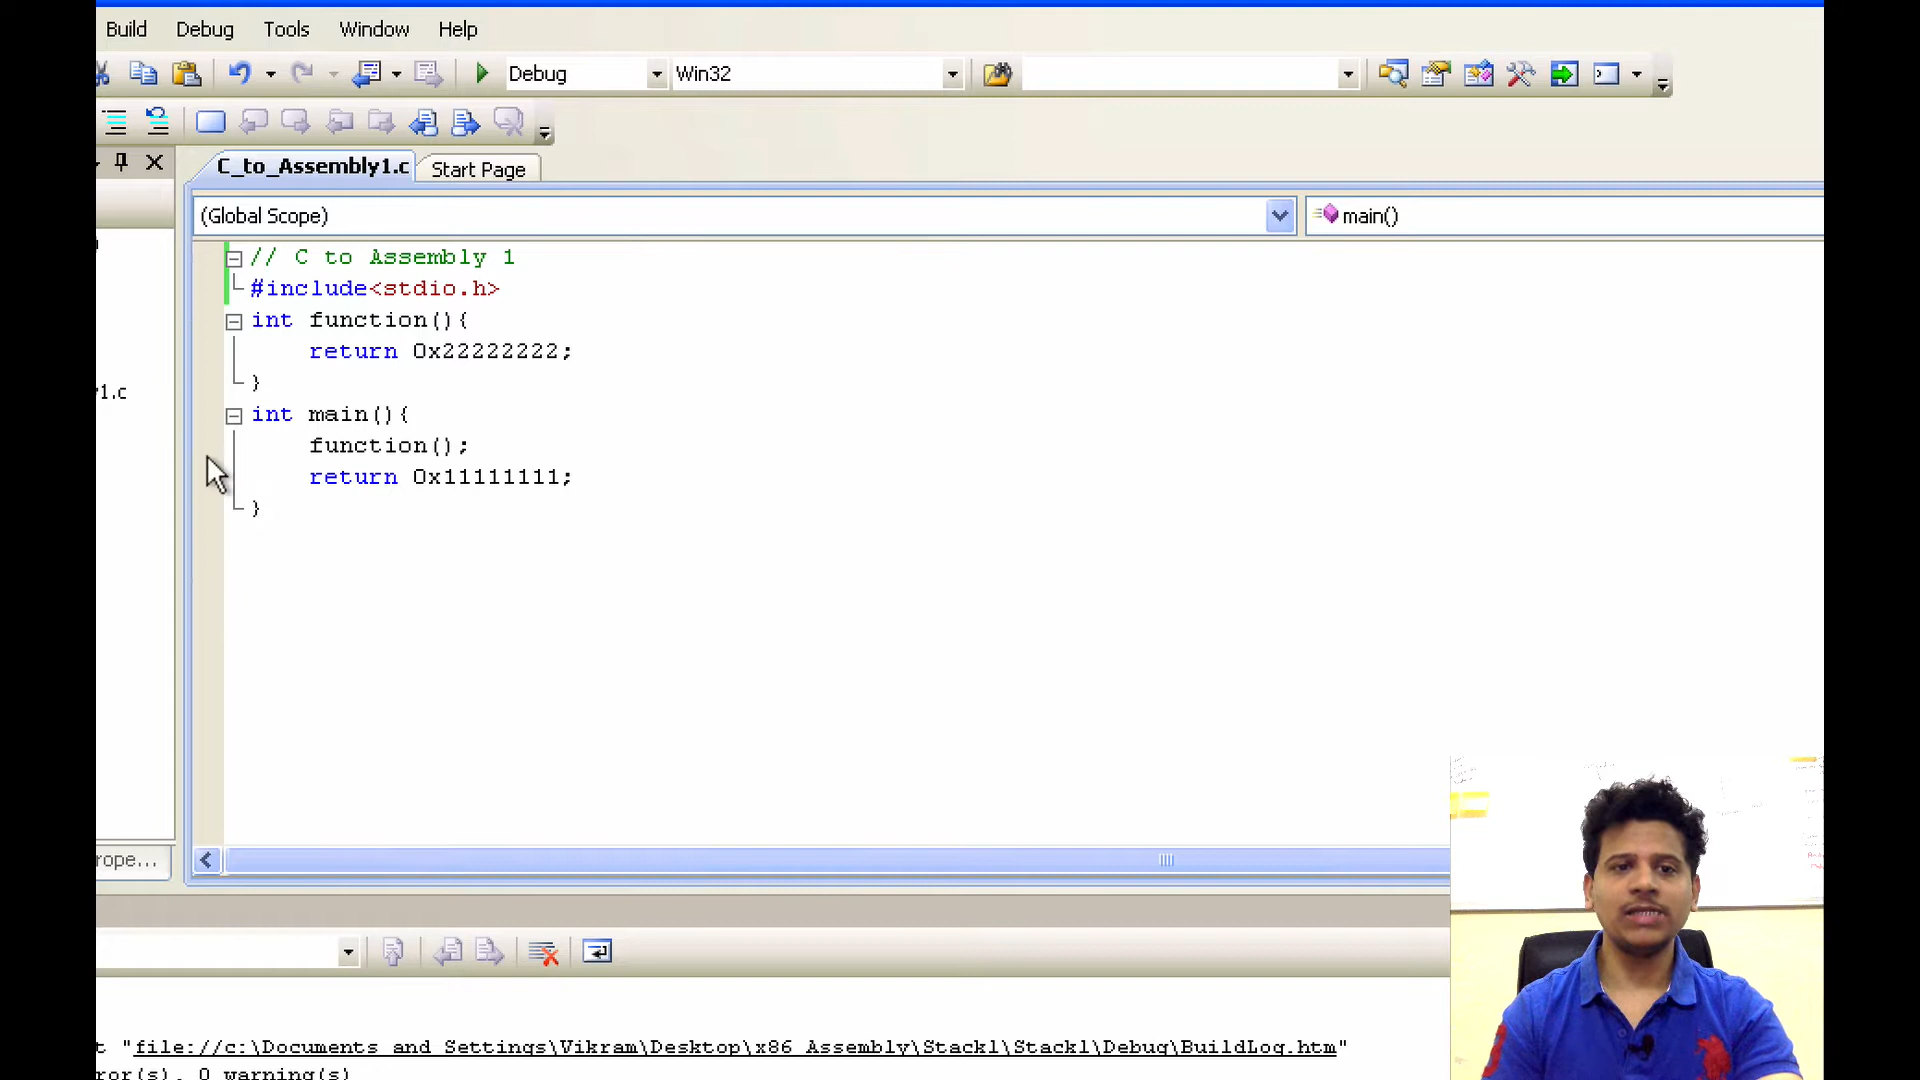 Build Debug Tools Window Help
Debug Win32
C_to_Assembly1.c Start Page
(Global Scope) main()
// C to Assembly 1
#include<stdio.h>
int function(){
return 0x22222222;
}
y1.c
int main(){
function();
return 0x11111111;
}
rope...
t "file://c:\Documents and Settings\Vikram\Desktop\x86 Assembly\Stack1\Stack1\Debug\BuildLog.htm"
ror(s), 0 warning(s)